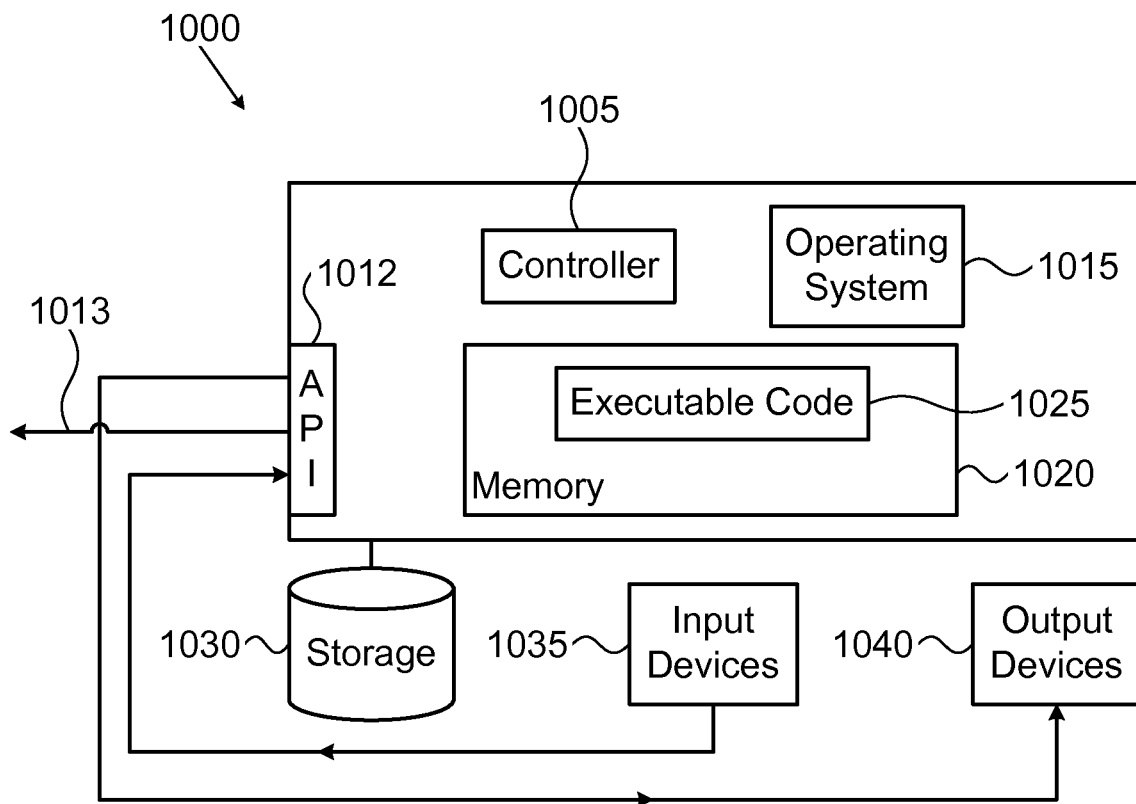 1000
1005
Controller
Operating
System
1015
1012
1013
A
P
I
Executable Code
1025
Memory
1020
1030
Storage
1035
Input
Devices
1040
Output
Devices